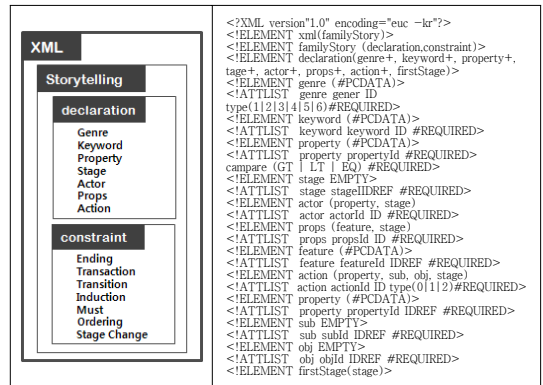 XML
Storytelling
declaration
Genre
Keyword
Property
Stage
Actor
Props
Action
constraint
Ending
Transaction
Transition
Induction
Must
Ordering
Stage Change
<?XML version"1.0" encoding="euc -kr"?>
<!ELEMENT xml(familyStory)>
<!ELEMENT familyStory (declaration,constraint)>
<!ELEMENT declaration(genre+, keyword+, property+,
tage+, actor+, props+, action+, firstStage)>
<!ELEMENT genre (#PCDATA)>
<!ATTLIST genre gener ID
type(1|2|3|4|5|6)#REQUIRED>
<!ELEMENT keyword (#PCDATA)>
<!ATTLIST keyword keyword ID #REQUIRED>
<!ELEMENT property (#PCDATA)>
<!ATTLIST property propertyId #REQUIRED>
campare (GT | LT | EQ) #REQUIRED>
<!ELEMENT stage EMPTY>
<!ATTLIST stage stageIIDREF #REQUIRED>
<!ELEMENT actor (property, stage)
<!ATTLIST actor actorId ID #REQUIRED>
<!ELEMENT props (feature, stage)
<!ATTLIST props propsId ID #REQUIRED>
<!ELEMENT feature (#PCDATA)>
<!ATTLIST feature featureId IDREF #REQUIRED>
<!ELEMENT action (property, sub, obj, stage)
<!ATTLIST action actionId ID type(0|1|2)#REQUIRED>
<!ELEMENT property (#PCDATA)>
<!ATTLIST property propertyId IDREF #REQUIRED>
<!ELEMENT sub EMPTY>
<!ATTLIST sub subId IDREF #REQUIRED>
<!ELEMENT obj EMPTY>
<!ATTLIST obj objId IDREF #REQUIRED>
<!ELEMENT firstStage(stage)>